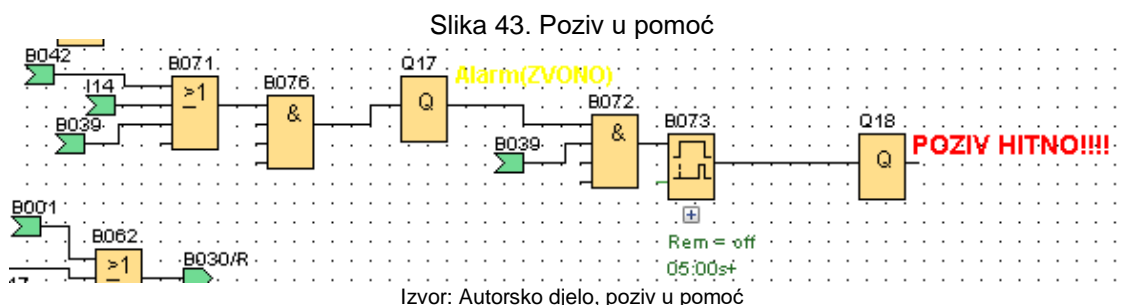 Slika 43. Poziv u pomoć
B042
I14
B039
B071
≥1
B076
&
Q17
Q
Alarm(ZVONO)
B039
B072
&
B073
Rem = off
05:00s+
Q18
Q
POZIV HITNO!!!!
B001
B062
≥1
B030/R
Izvor: Autorsko djelo, poziv u pomoć